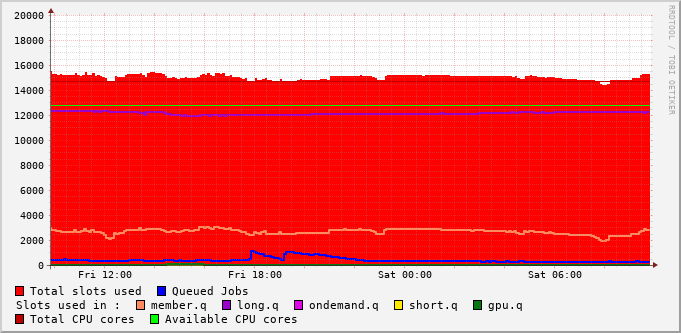 20000
18000
16000
14000
12000
10000
8000
6000
4000
2000
0
Fri 12:00 Fri 18:00 Sat 00:00 Sat 06:00
RRDTOOL / TOBI OETIKER
Total slots used Queued Jobs
Slots used in : member.q long.q ondemand.q short.q gpu.q
Total CPU cores Available CPU cores